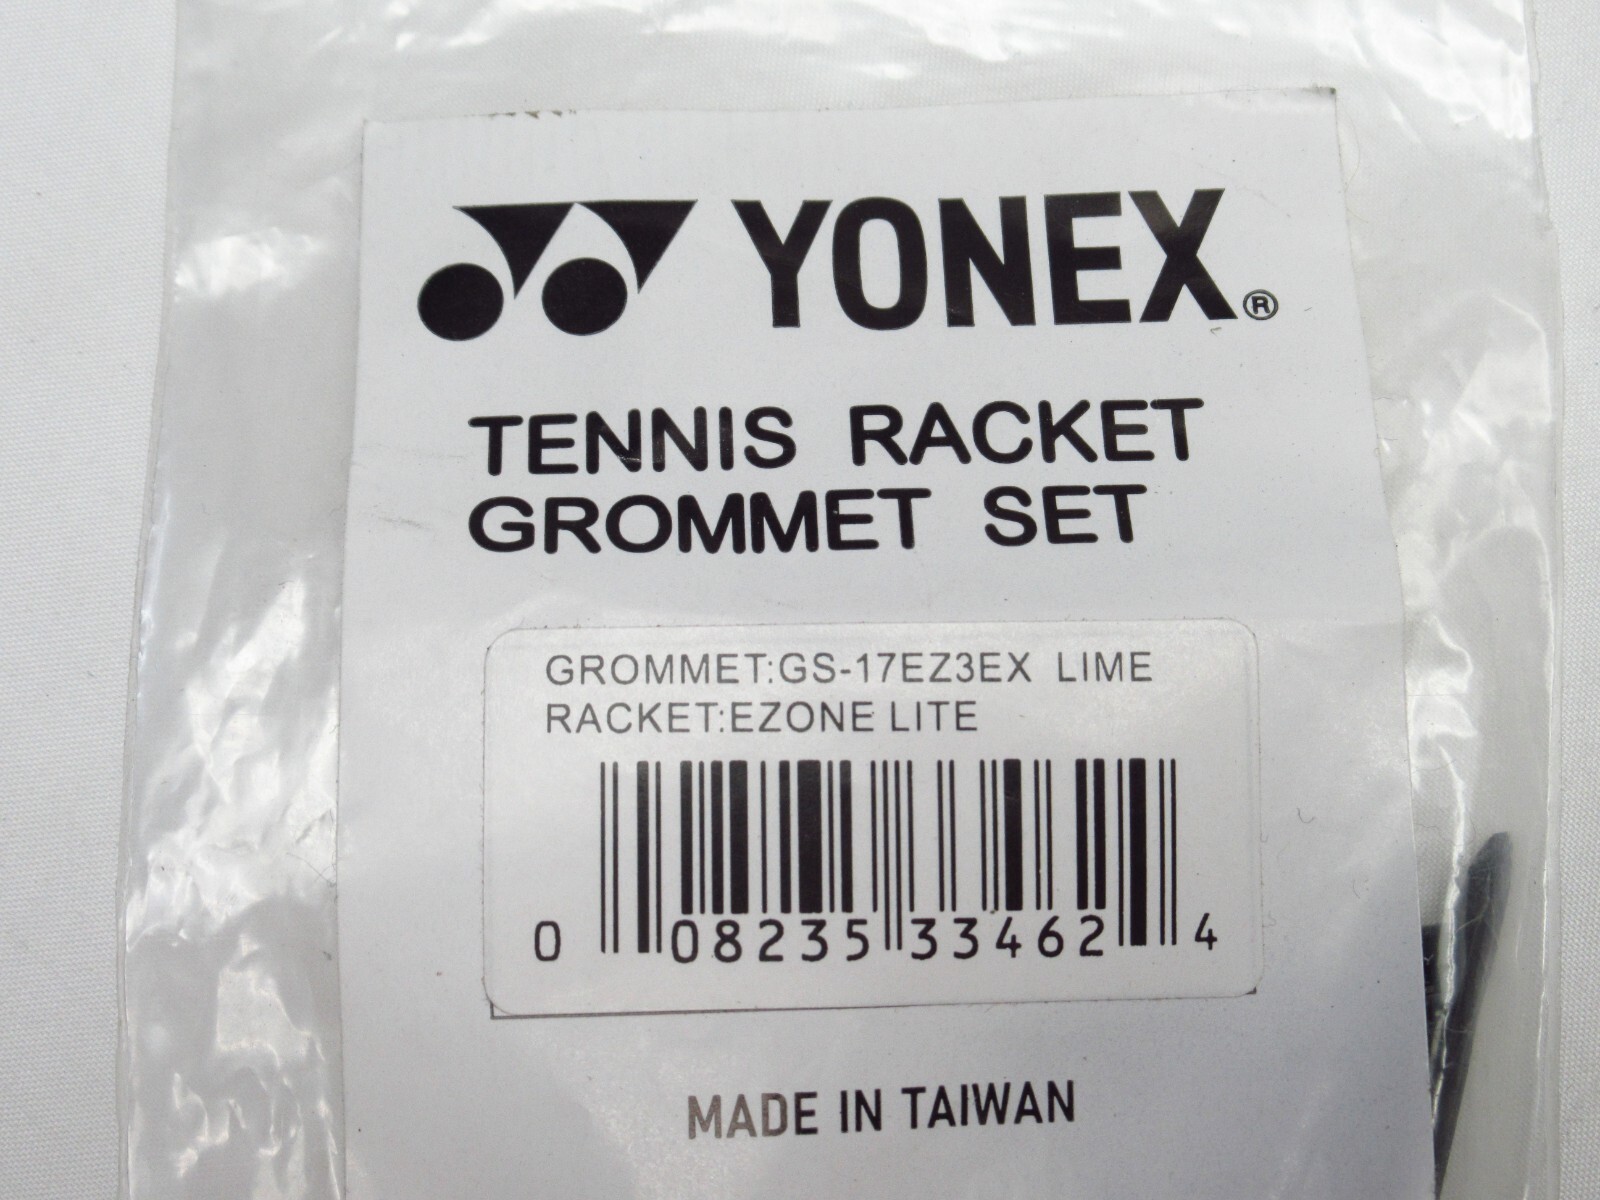 YONEX®
TENNIS RACKET
GROMMET SET
GROMMET:GS-17EZ3EX LIME
RACKET:EZONE LITE
0 08235 33462 4
MADE IN TAIWAN